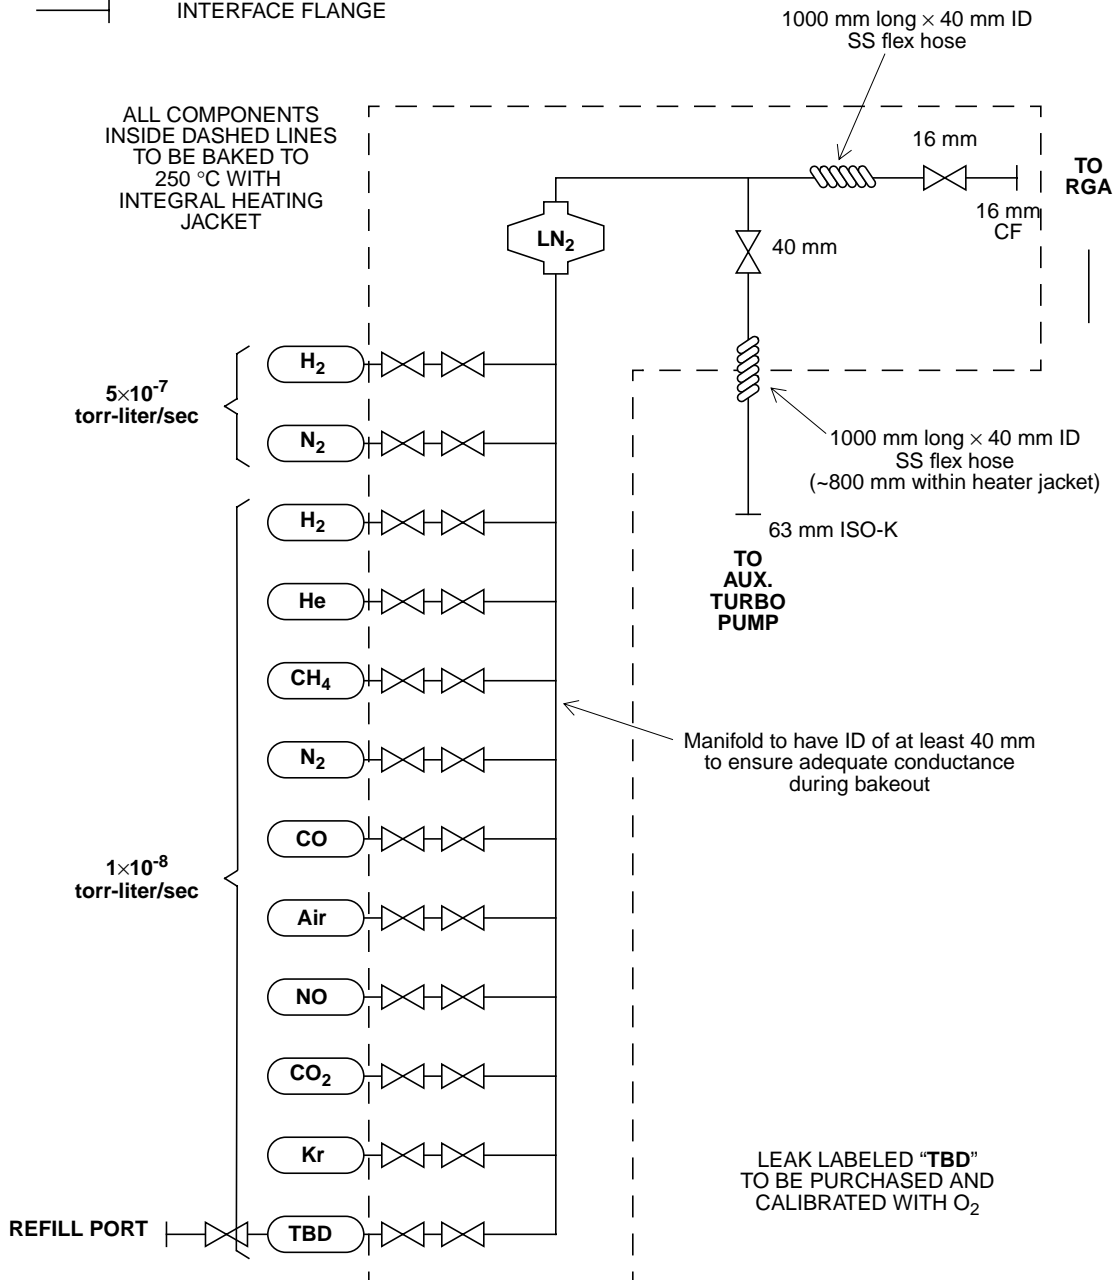 INTERFACE FLANGE
1000 mm long × 40 mm ID
SS flex hose
ALL COMPONENTS
INSIDE DASHED LINES
TO BE BAKED TO
250 °C WITH
INTEGRAL HEATING
JACKET
16 mm
TO
RGA
16 mm
CF
LN2
40 mm
H2
5×10-7
torr-liter/sec
N2
1000 mm long × 40 mm ID
SS flex hose
(~800 mm within heater jacket)
H2
63 mm ISO-K
TO
AUX.
TURBO
PUMP
He
CH4
Manifold to have ID of at least 40 mm
to ensure adequate conductance
during bakeout
N2
CO
1×10-8
torr-liter/sec
Air
NO
CO2
Kr
LEAK LABELED “TBD”
TO BE PURCHASED AND
CALIBRATED WITH O2
REFILL PORT
TBD